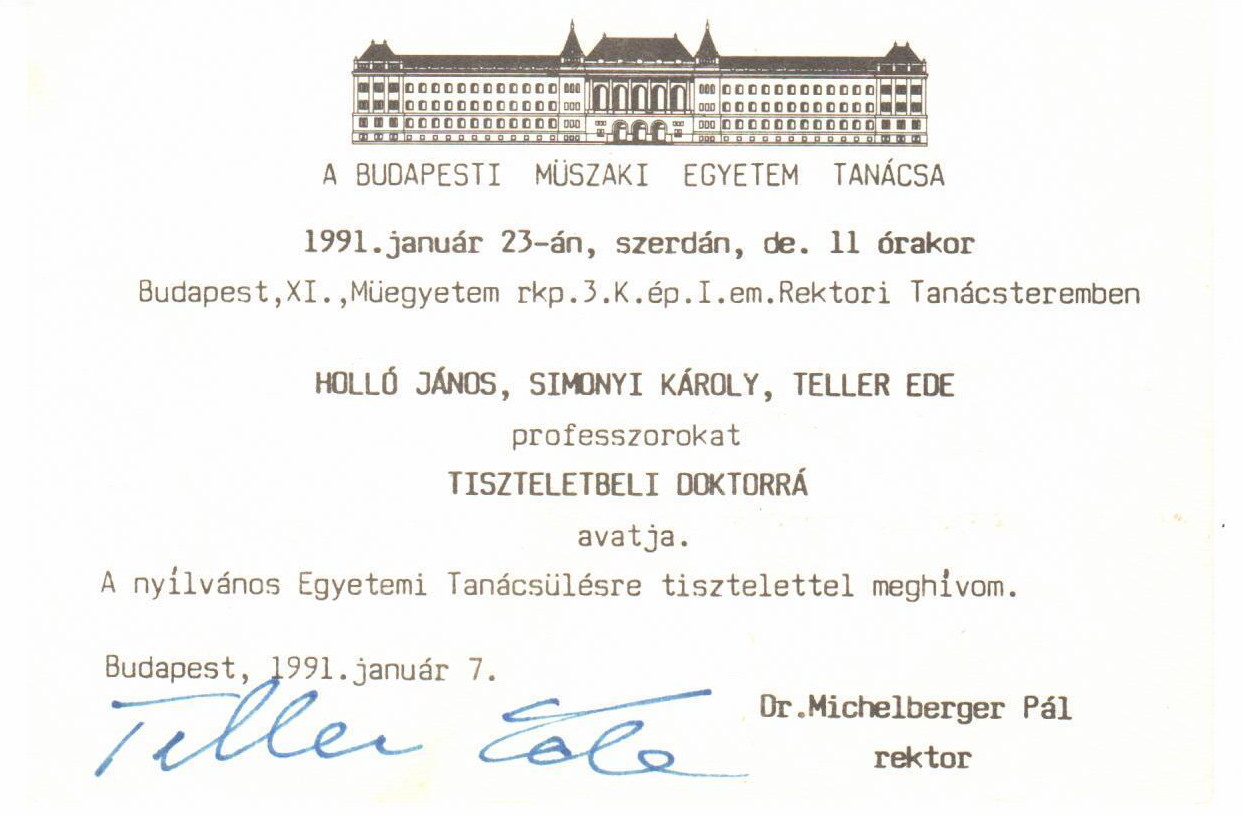 A BUDAPESTI MÜSZAKI EGYETEM TANÁCSA
1991.január 23-án, szerdán, de. 11 órakor
Budapest,XI.,Müegyetem rkp.3.K.ép.I.em.Rektori Tanácsteremben
HOLLÓ JÁNOS, SIMONYI KÁROLY, TELLER EDE
professzorokat
TISZTELETBELI DOKTORRÁ
avatja.
A nyílvános Egyetemi Tanácsülésre tisztelettel meghívom.
Budapest, 1991.január 7.
Teller Ede
Dr.Michelberger Pál
rektor